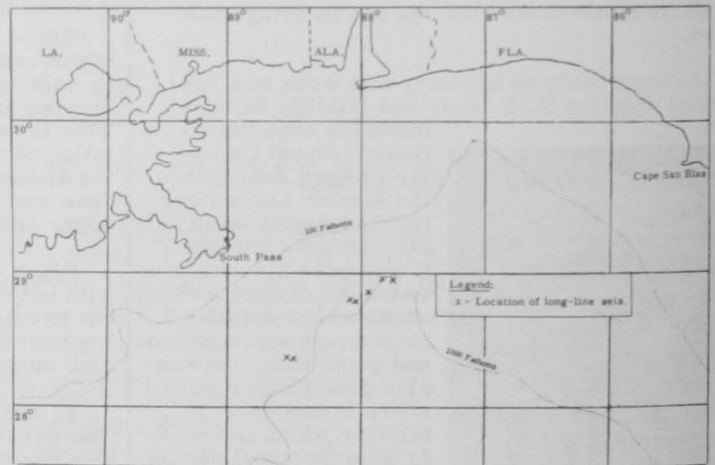 90° 89° 88 87° 86°
LA. MISS. ALA. FLA.
30°
Cape San Blas
100 Fathoms
South Pass
29°
Legend:
x - Location of long-line sets.
1000 Fathoms
28°